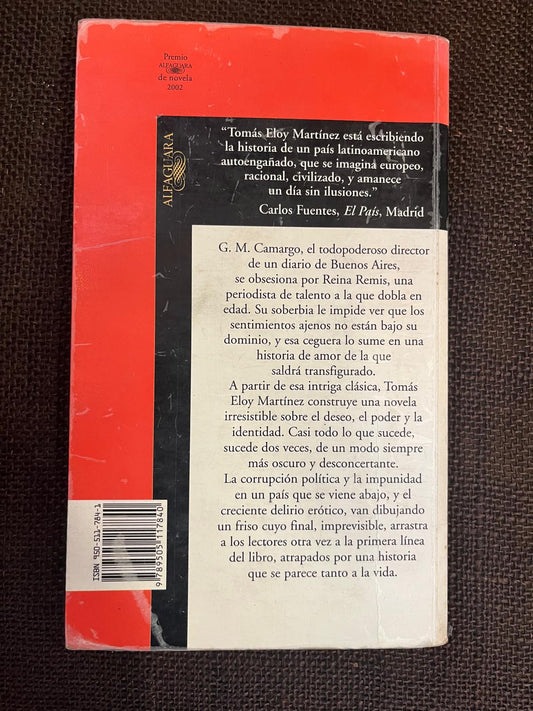 Premio
ALFAGUARA
de novela
2002
ALFAGUARA
“Tomás Eloy Martínez está escribiendo
la historia de un país latinoamericano
autoengañado, que se imagina europeo,
racional, civilizado, y amanece
un día sin ilusiones.”
Carlos Fuentes, El País, Madrid
G. M. Camargo, el todopoderoso director
de un diario de Buenos Aires,
se obsesiona por Reina Remis, una
periodista de talento a la que dobla en
edad. Su soberbia le impide ver que los
sentimientos ajenos no están bajo su
dominio, y esa ceguera lo sume en una
historia de amor de la que
saldrá transfigurado.
A partir de esa intriga clásica, Tomás
Eloy Martínez construye una novela
irresistible sobre el deseo, el poder y la
identidad. Casi todo lo que sucede,
sucede dos veces, de un modo siempre
más oscuro y desconcertante.
La corrupción política y la impunidad
en un país que se viene abajo, y el
creciente delirio erótico, van dibujando
un friso cuyo final, imprevisible, arrastra
a los lectores otra vez a la primera línea
del libro, atrapados por una historia
que se parece tanto a la vida.
ISBN 950-511-784-1
9 789505 117840